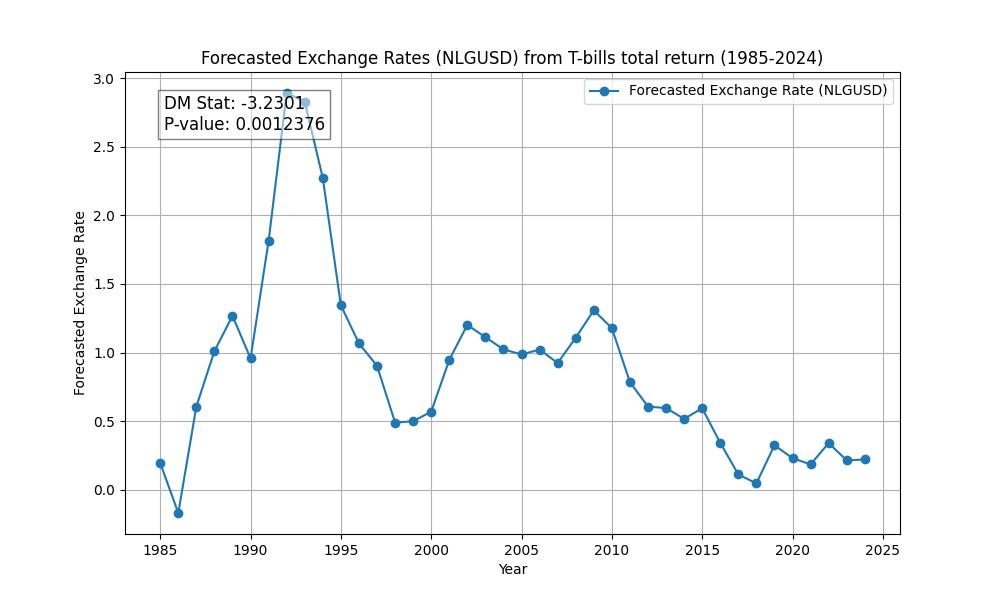 Forecasted Exchange Rates (NLGUSD) from T-bills total return (1985-2024)
DM Stat: -3.2301
P-value: 0.0012376
Forecasted Exchange Rate (NLGUSD)
Forecasted Exchange Rate
3.0
2.5
2.0
1.5
1.0
0.5
0.0
1985 1990 1995 2000 2005 2010 2015 2020 2025
Year